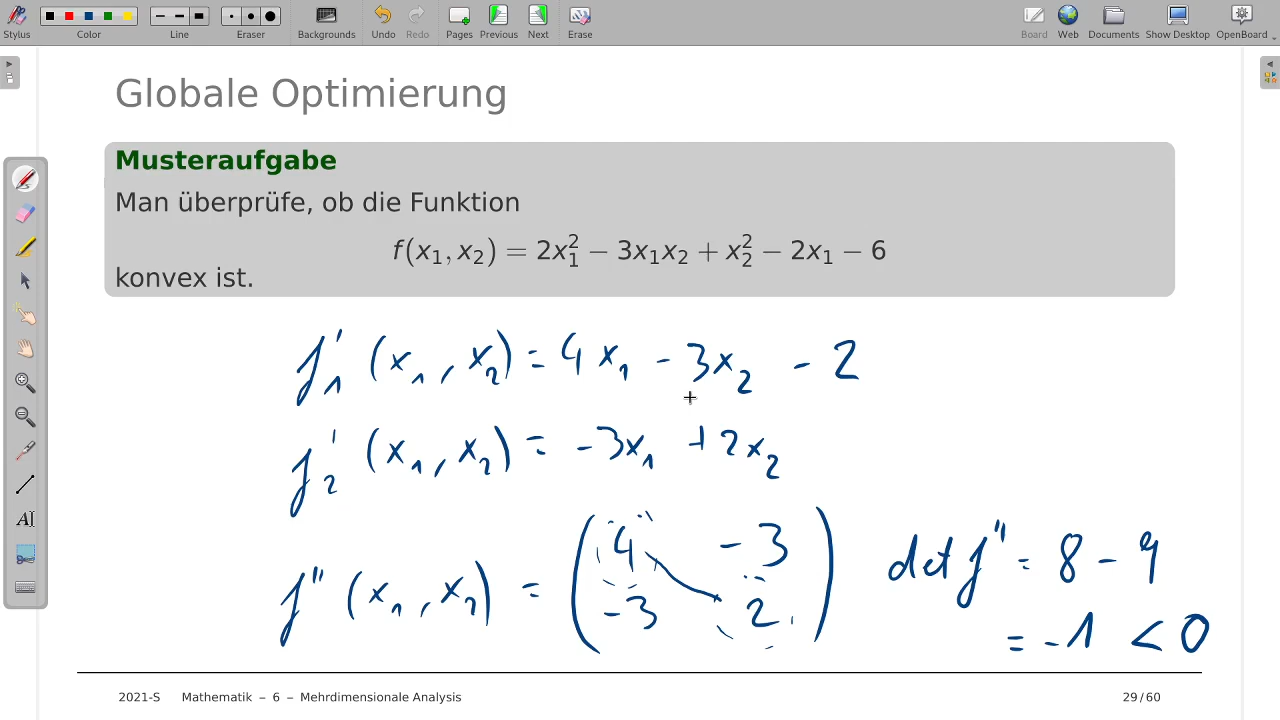 Stylus Color Line Eraser Backgrounds Undo Redo Pages Previous Next Erase Board Web Documents Show Desktop OpenBoard
Globale Optimierung
Musteraufgabe
Man überprüfe, ob die Funktion
f(x₁, x₂) = 2x₁² − 3x₁x₂ + x₂² − 2x₁ − 6
konvex ist.
f₁' (x₁, x₂) = 4x₁ − 3x₂ − 2
f₂' (x₁, x₂) = −3x₁ + 2x₂
f'' (x₁, x₂) = ( 4 −3
−3 2 ) det f'' = 8 − 9
= −1 < 0
2021-S Mathematik – 6 – Mehrdimensionale Analysis 29/60